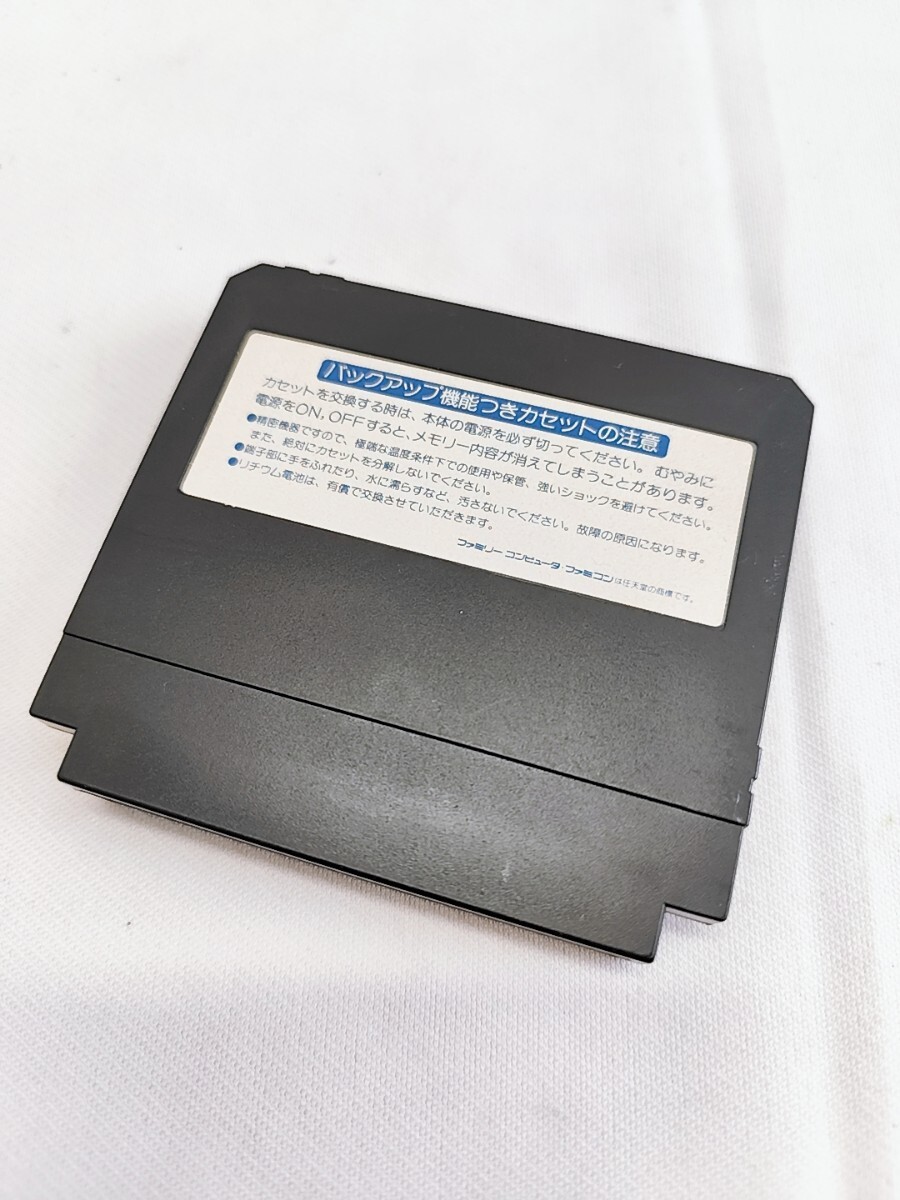 バックアップ機能つきカセットの注意
カセットを交換する時は、本体の電源を必ず切ってください。むやみに
電源をON, OFFすると、メモリー内容が消えてしまうことがあります。
●精密機器ですので、極端な温度条件下での使用や保管、強いショックを避けてください。
また、絶対にカセットを分解しないでください。
●端子部に手をふれたり、水に濡らすなど、汚さないでください。故障の原因になります。
●リチウム電池は、有償で交換させていただきます。
ファミリー コンピュータ・ファミコンは任天堂の商標です。